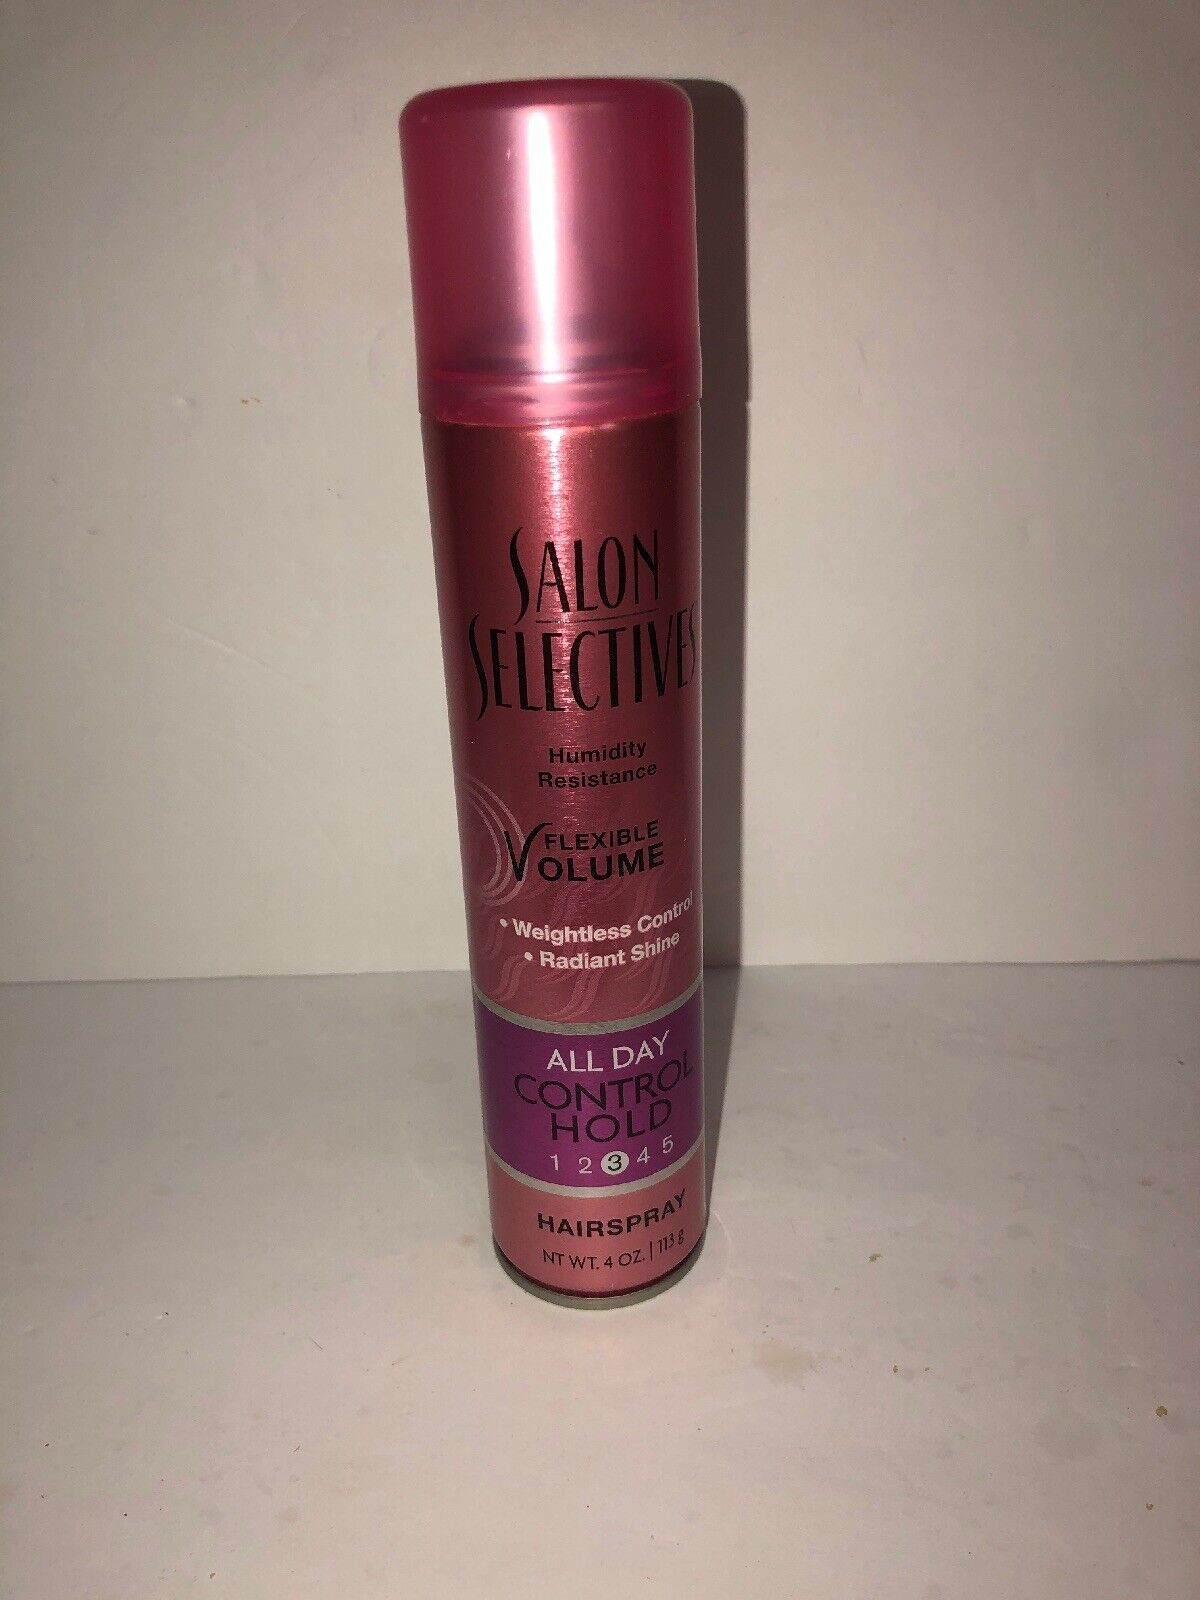 SALON
SELECTIVES
Humidity
Resistance
FLEXIBLE
VOLUME
• Weightless Control
• Radiant Shine
ALL DAY
CONTROL
HOLD
1 2 3 4 5
HAIRSPRAY
NT WT. 4 OZ. | 113 g